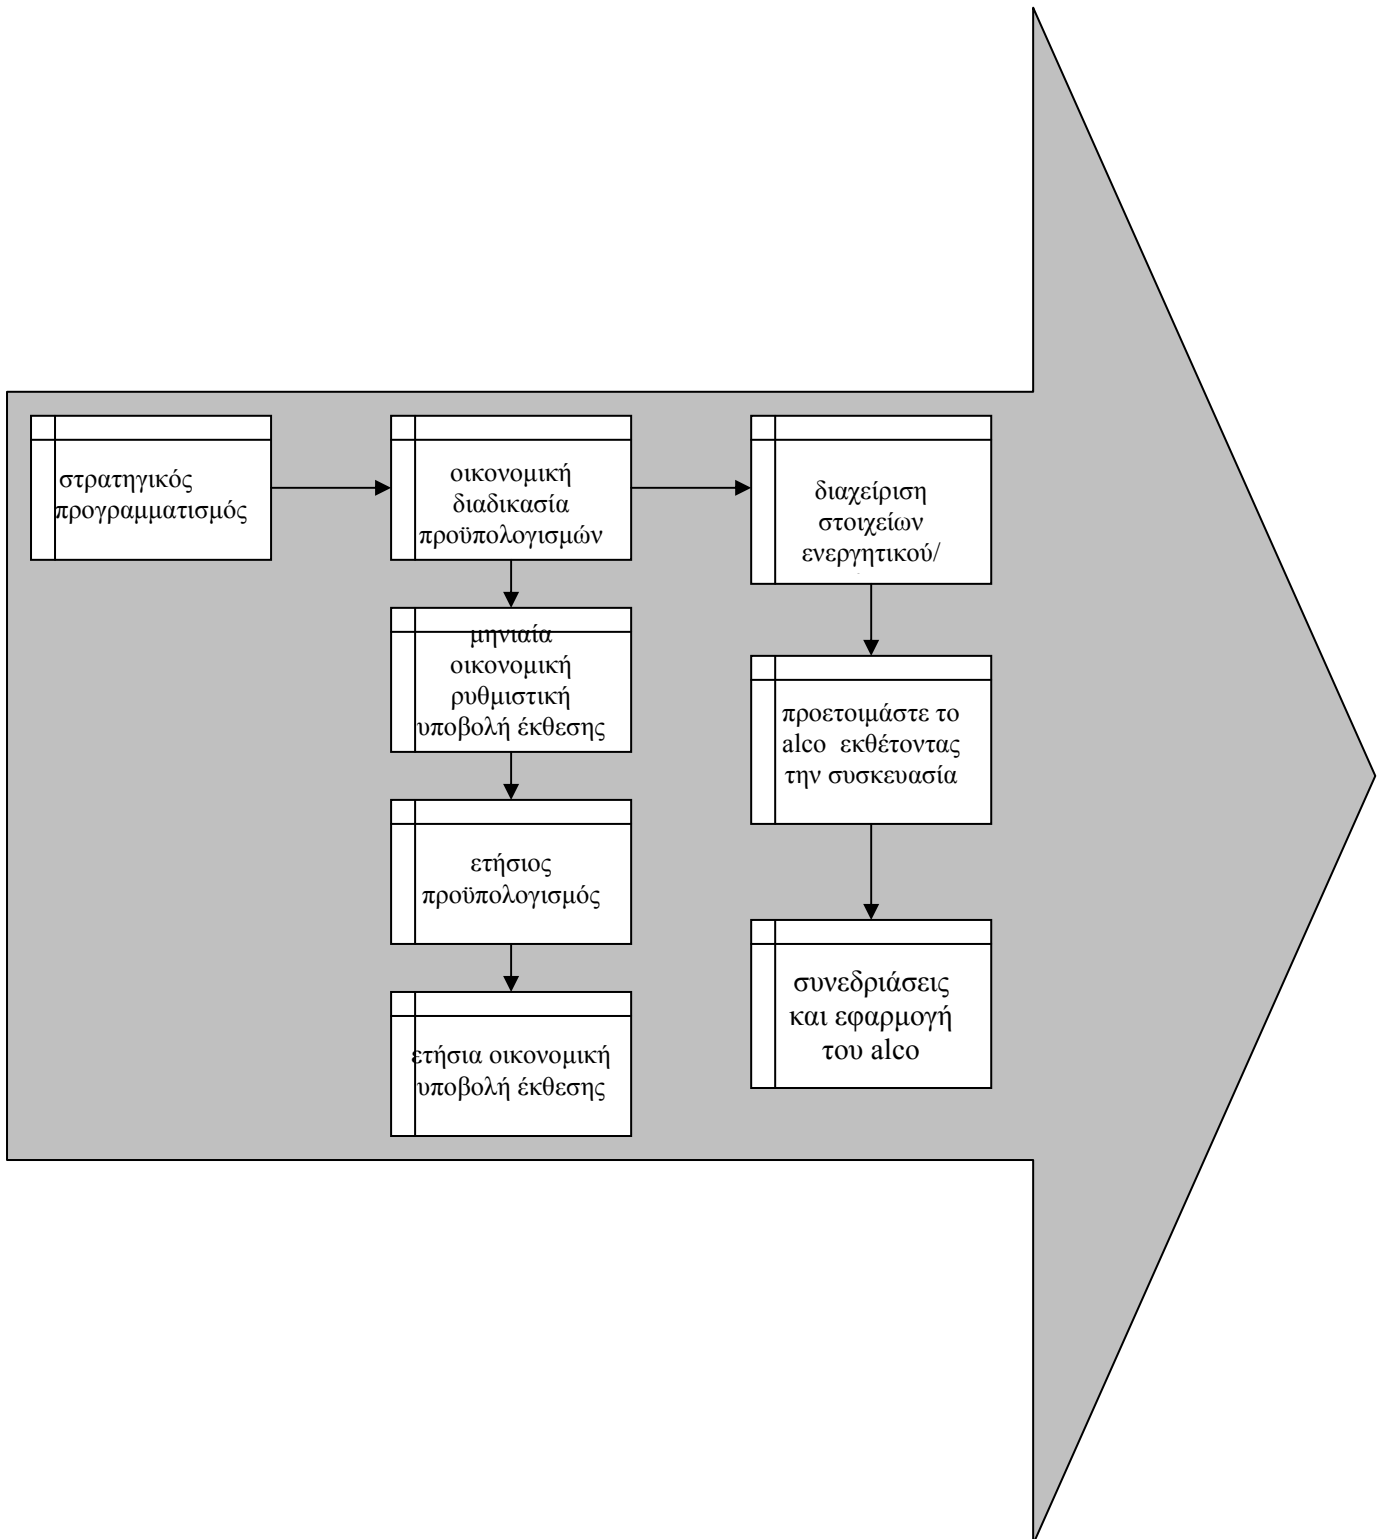 στρατηγικός
προγραμματισμός
οικονομική
διαδικασία
προϋπολογισμών
διαχείριση
στοιχείων
ενεργητικού/
μηνιαία
οικονομική
ρυθμιστική
υποβολή έκθεσης
προετοιμάστε το
alco εκθέτοντας
την συσκευασία
ετήσιος
προϋπολογισμός
συνεδριάσεις
και εφαρμογή
του alco
ετήσια οικονομική
υποβολή έκθεσης